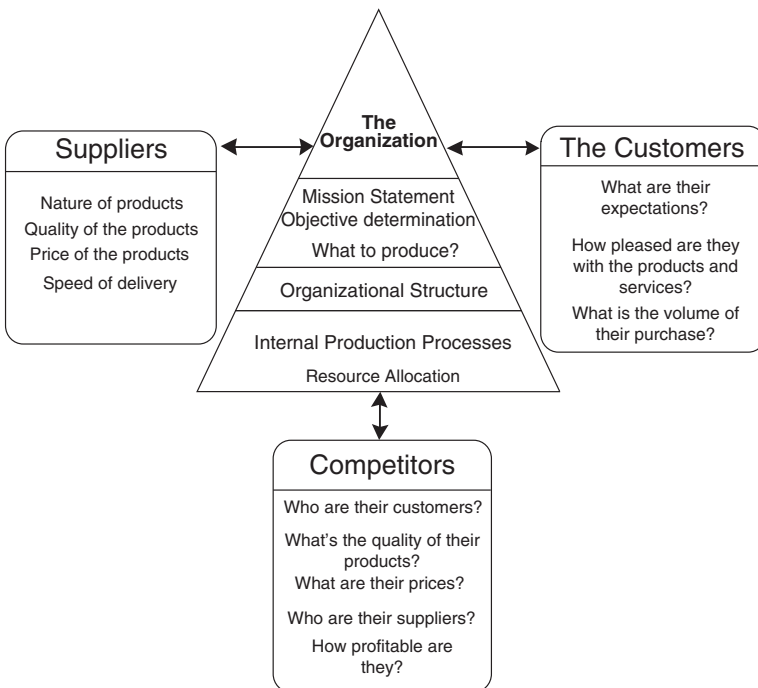 The
Organization
Mission Statement
Objective determination
What to produce?
Organizational Structure
Internal Production Processes
Resource Allocation
Suppliers
Nature of products
Quality of the products
Price of the products
Speed of delivery
The Customers
What are their
expectations?
How pleased are they
with the products and
services?
What is the volume of
their purchase?
Competitors
Who are their customers?
What’s the quality of their
products?
What are their prices?
Who are their suppliers?
How profitable are
they?